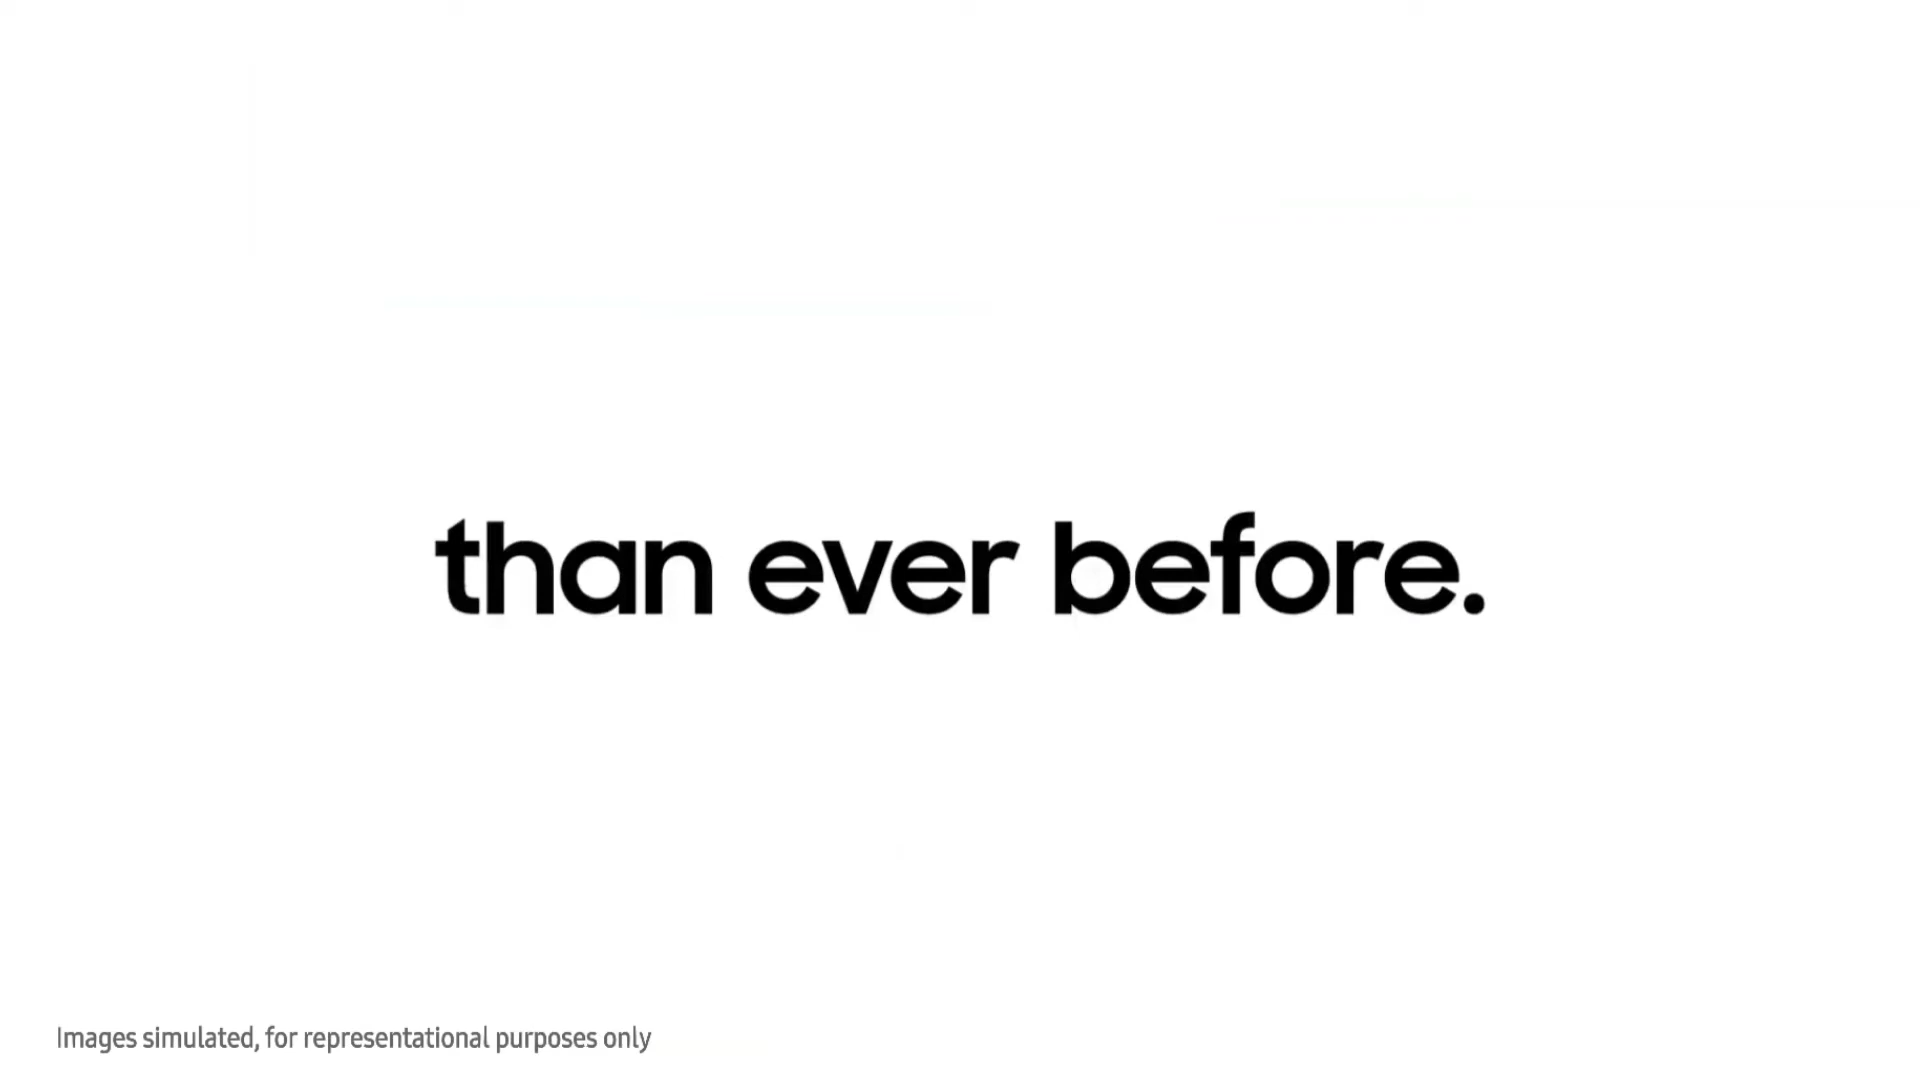 than ever before.
Images simulated, for representational purposes only